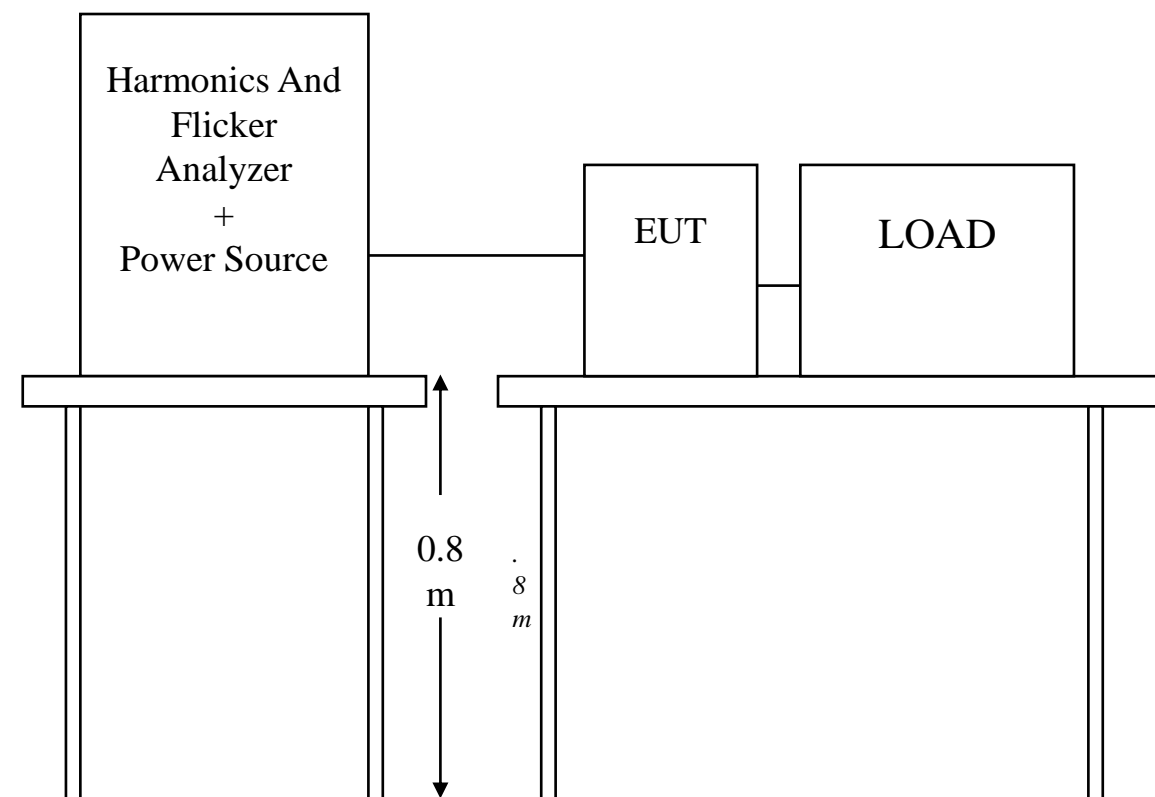 Harmonics And
Flicker
Analyzer
+
Power Source
EUT
LOAD
0.8
m
.
8
m